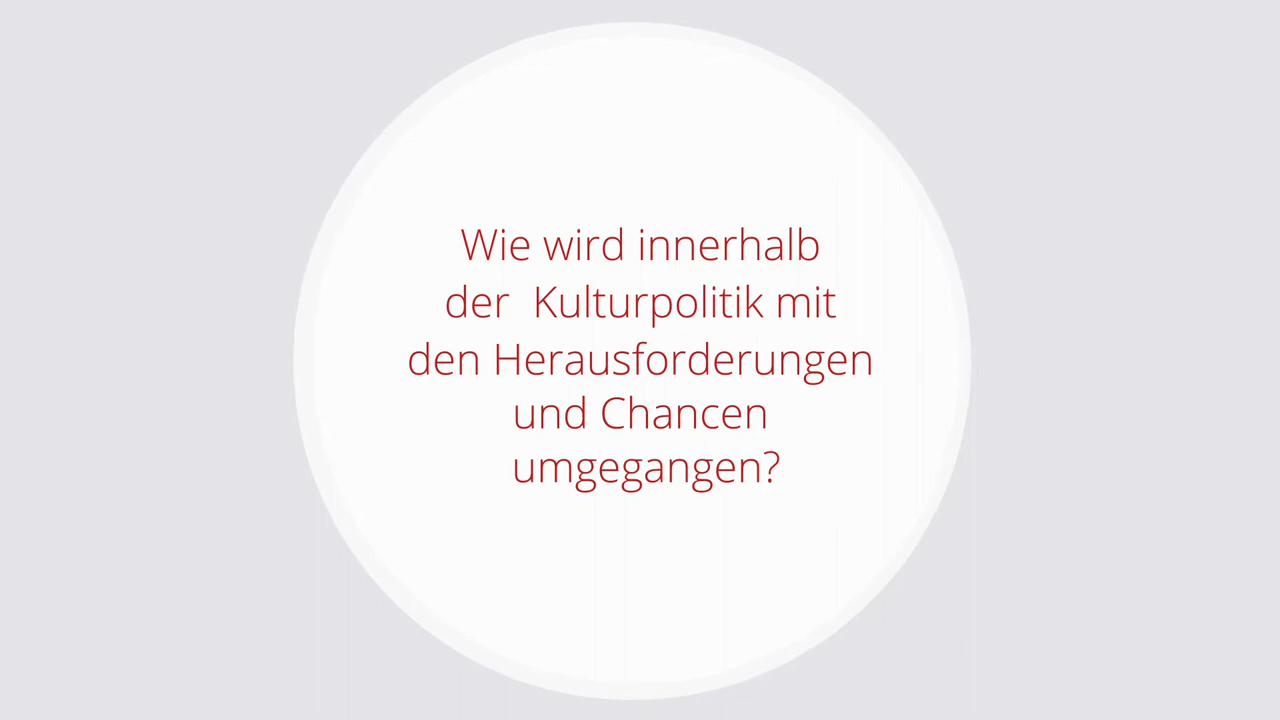 Wie wird innerhalb
der  Kulturpolitik mit
den Herausforderungen
und Chancen
umgegangen?